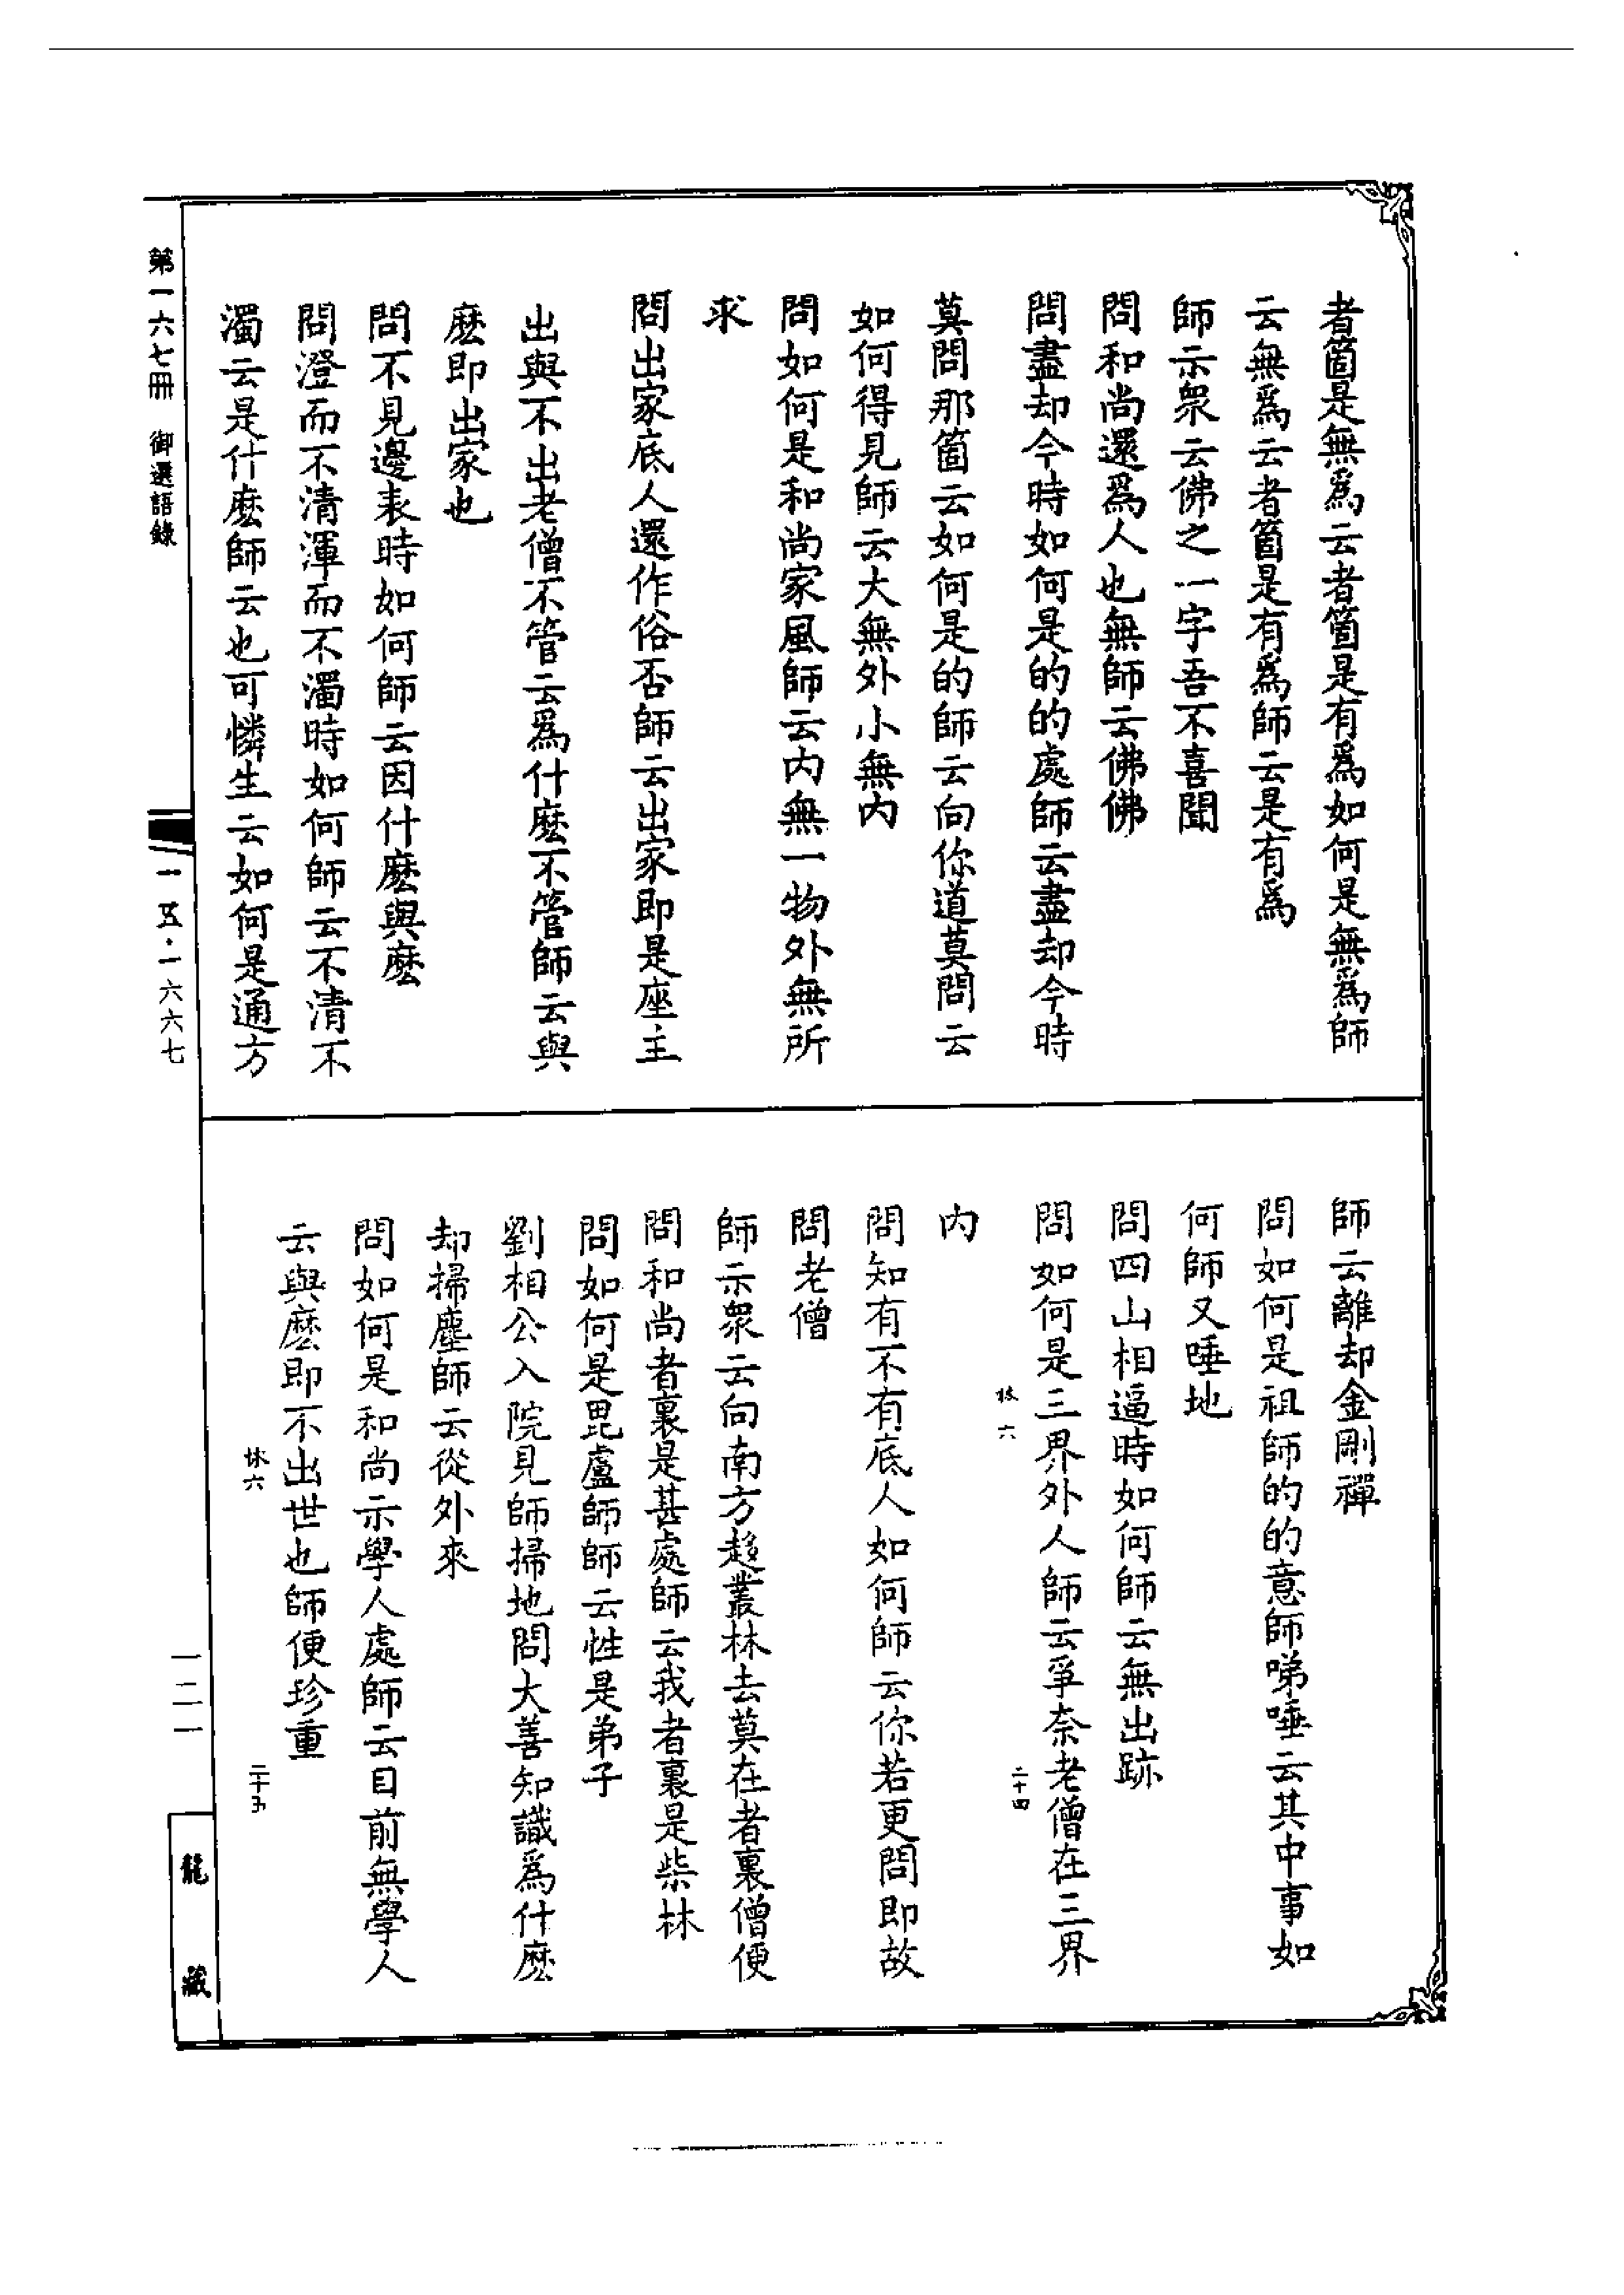 者箇是無爲云者箇是有爲如何是無爲師
云無爲云者箇是有爲師云是有爲
師示衆云佛之一字吾不喜聞
問和尚還爲人也無師云佛佛
問盡却今時如何是的的處師云盡却今時
莫問那箇云如何是的師云向你道莫問云
如何得見師云大無外小無内
問如何是和尚家風師云内無一物外無所
求
問出家底人還作俗否師云出家即是座主
出與不出老僧不管云爲什麽不管師云與
麽即出家也
問不見邊表時如何師云因什麽與麽
問澄而不清渾而不濁時如何師云不清不
濁云是什麽師云也可憐生云如何是通方
師云離却金剛禪
問如何是祖師的的意師啼唾云其中事如
何師又唾地
問四山相逼時如何師云無出跡
問如何是三界外人師云爭奈老僧在三界
林六 二十四
内
問知有不有底人如何師云你若更問即故
問老僧
師示衆云向南方趍叢林去莫在者裏僧便
問和尚者裏是甚處師云我者裏是柴林
問如何是毘盧師師云性是弟子
劉相公入院見師掃地問大善知識爲什麽
却掃塵師云從外來
問如何是和尚示學人處師云目前無學人
云與麽即不出世也師便珍重
林六 二十五
第一六七冊 御選語錄 一五·一六六七 一二一 龍藏